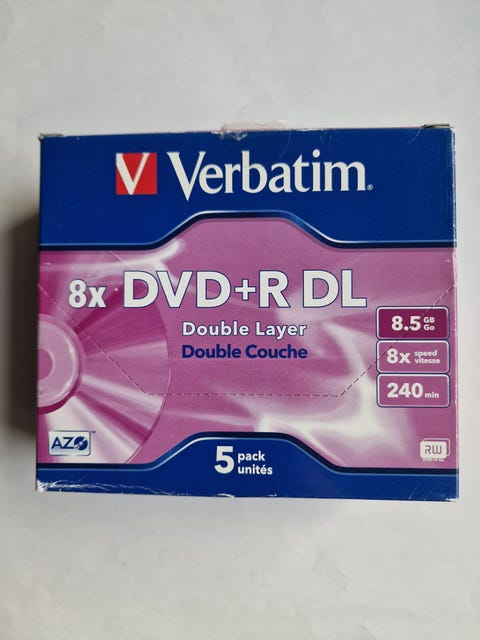 V Verbatim®
8x DVD+R DL
Double Layer
Double Couche
8.5 GB Go
8x speed vitesse
240 min
AZO™
5 pack unités
RW